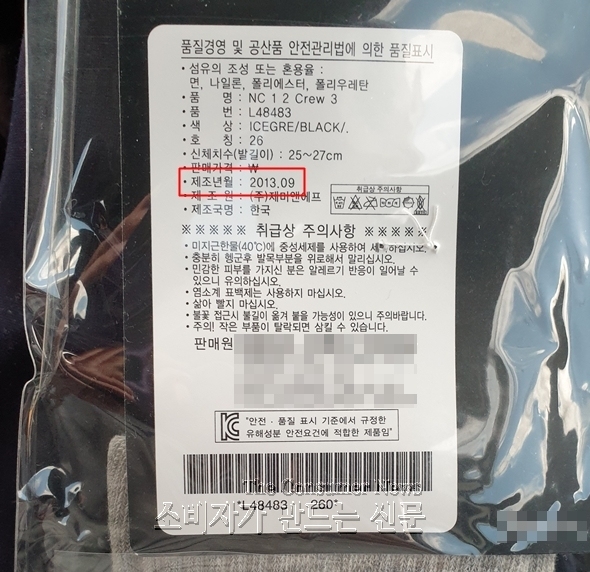 품질경영 및 공산품 안전관리법에 의한 품질표시
· 섬유의 조성 또는 혼용율 :
면, 나일론, 폴리에스터, 폴리우레탄
· 품 명 : NC 1 2 Crew 3
· 품 번 : L48483
· 색 상 : ICEGRE/BLACK/.
· 호 칭 : 26
· 신체치수(발길이) : 25~27cm
· 판매가격 : ₩
· 제조년월 : 2013.09
· 제 조 원 : (주)제미앤에프
· 제조국명 : 한국
취급상 주의사항
※※※※※ 취급상 주의사항 ※※※※※
· 미지근한물(40℃)에 중성세제를 사용하여 세 하십시오.
· 충분히 헹군후 발목부분을 위로해서 말리십시오.
· 민감한 피부를 가지신 분은 알레르기 반응이 일어날 수
있으니 유의하십시오.
· 염소계 표백제는 사용하지 마십시오.
· 삶아 빨지 마십시오.
· 불꽃 접근시 불길이 옮겨 붙을 가능성이 있으니 주의바랍니다.
· 주의! 작은 부품이 탈락되면 삼킬 수 있습니다.
판매원
KC
"안전 · 품질 표시 기준에서 규정한
유해성분 안전요건에 적합한 제품임"
The Consumer News
*L48483 260*
소비자가 만드는 신문